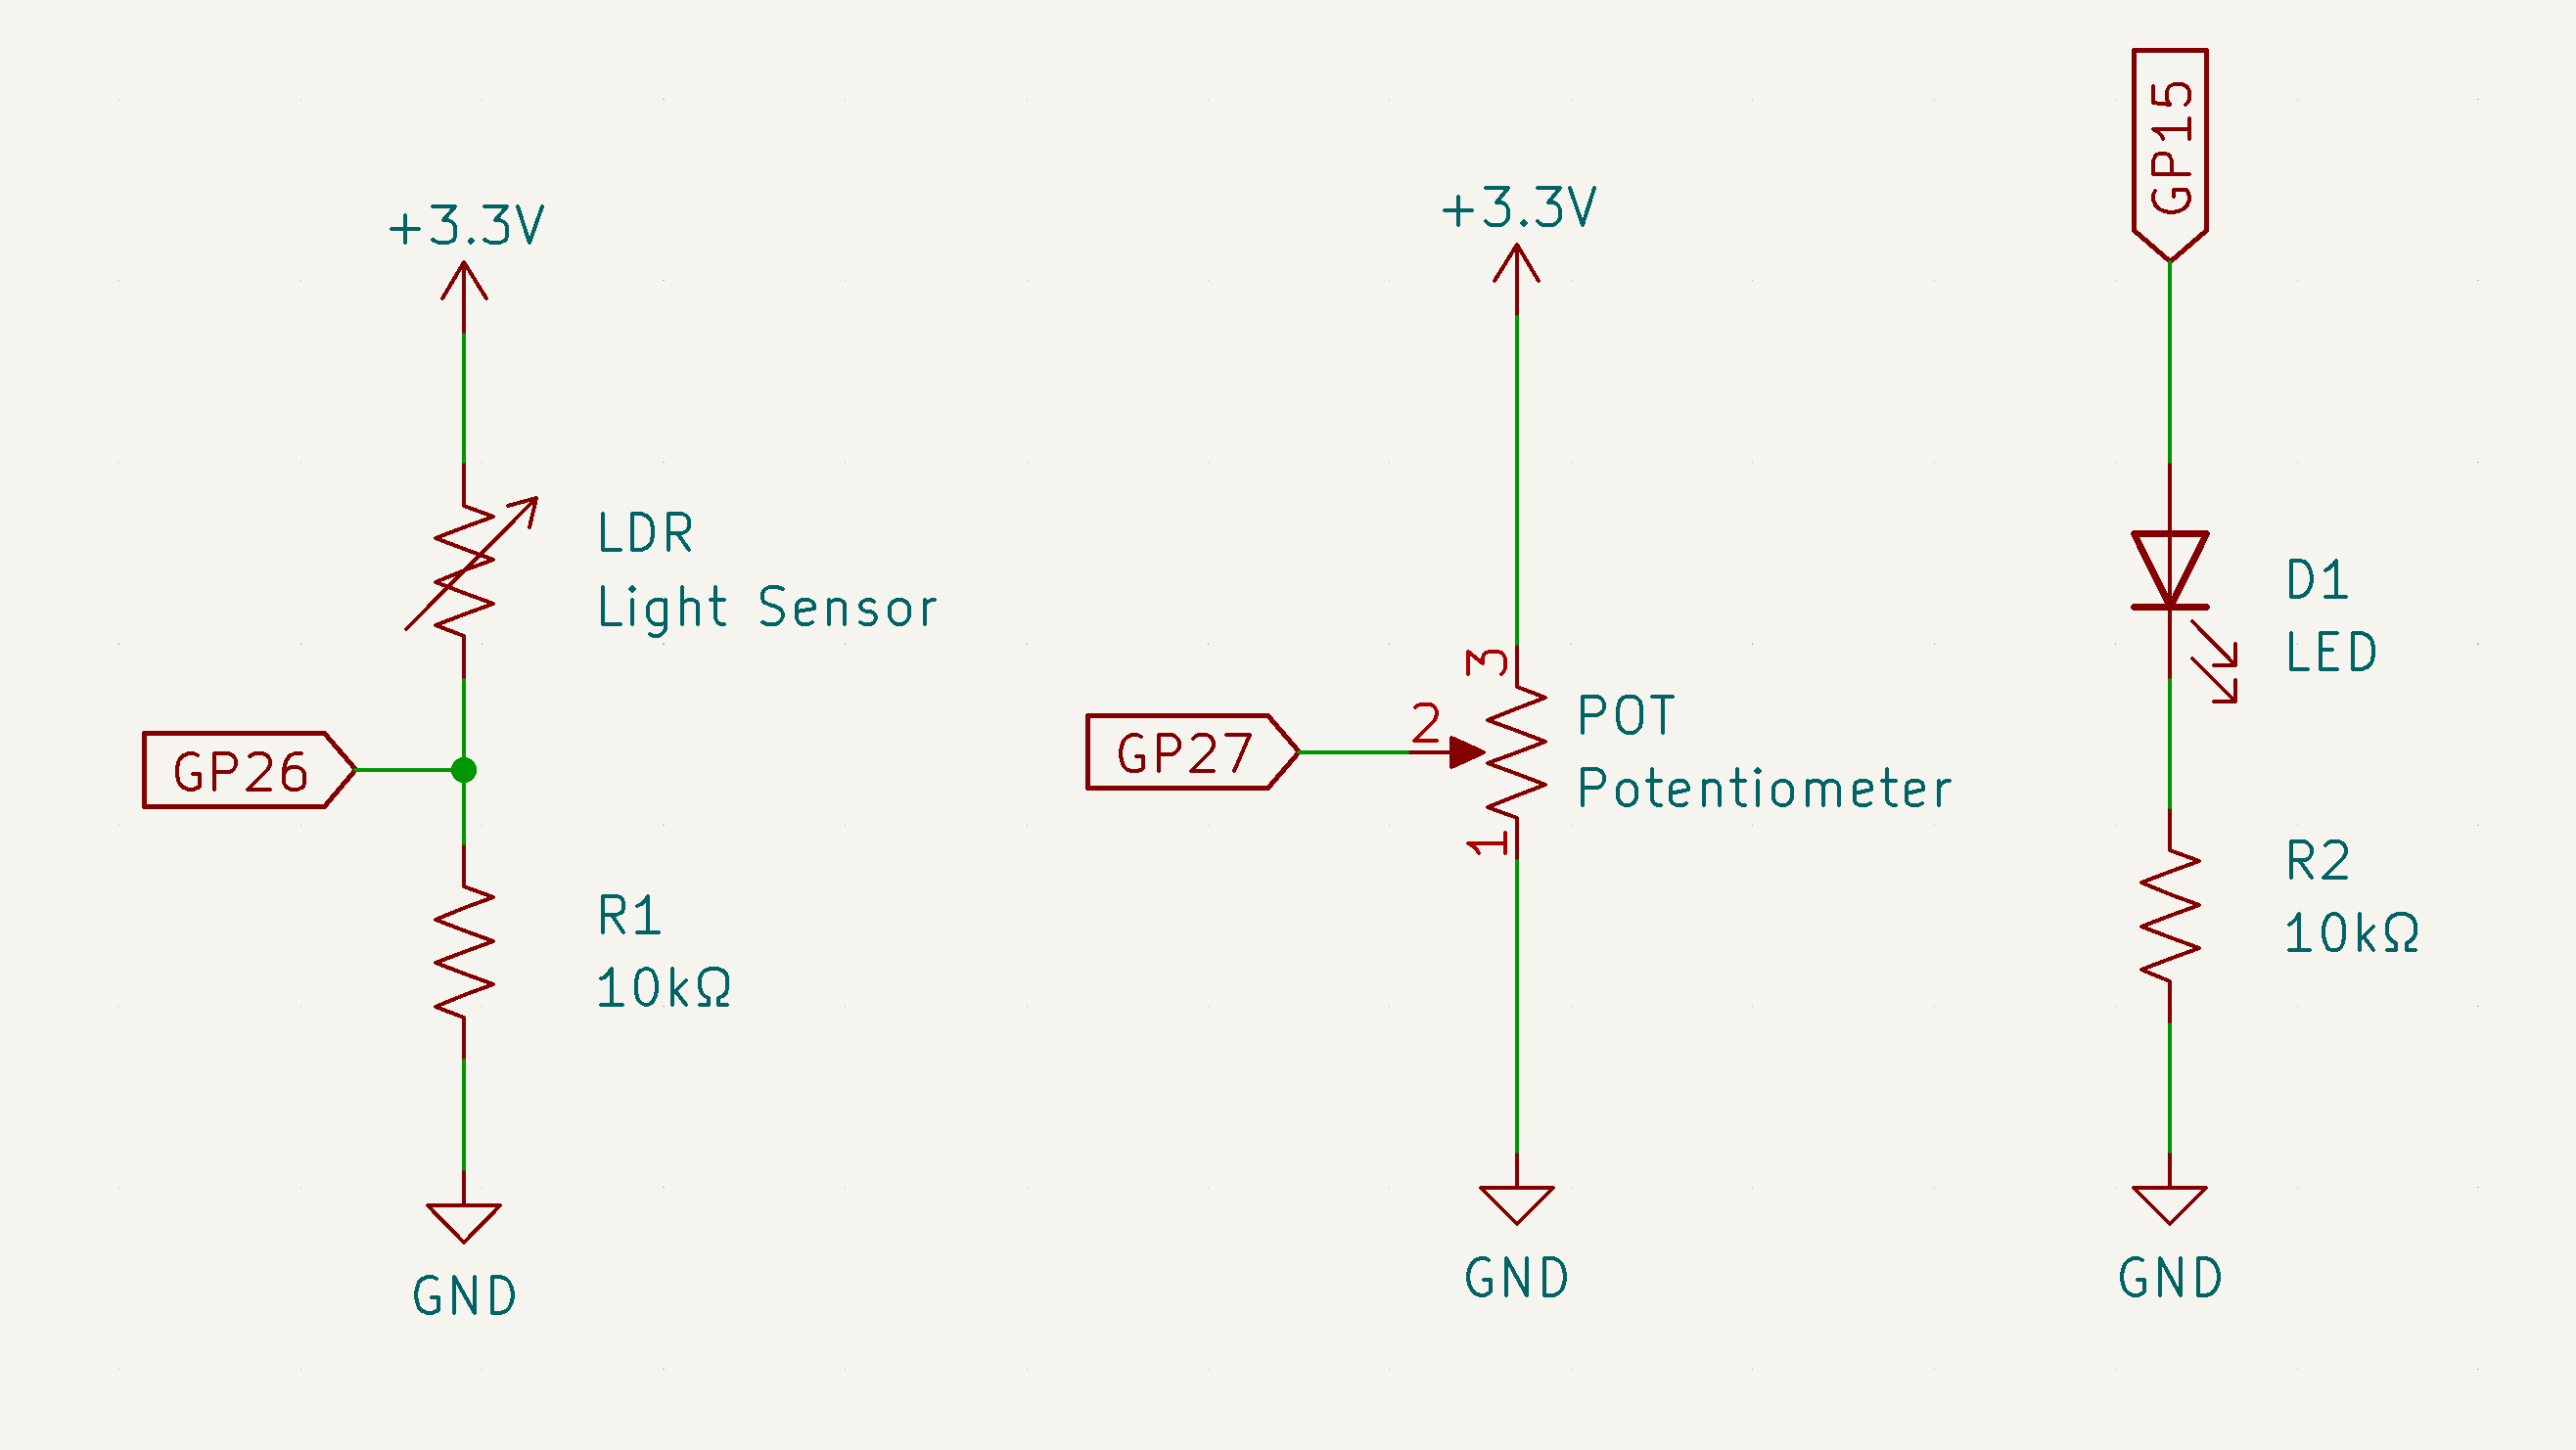 +3.3V
LDR
Light Sensor
GP26
R1
10kΩ
GND
+3.3V
3
2
GP27
POT
Potentiometer
1
GND
GP15
D1
LED
R2
10kΩ
GND